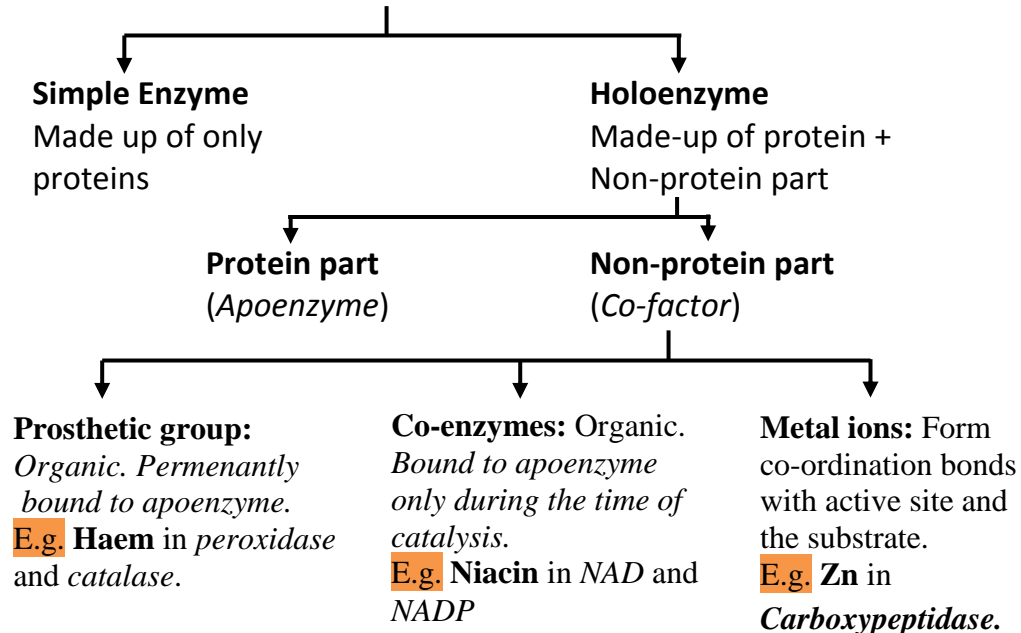 Simple Enzyme
Made up of only
proteins
Holoenzyme
Made-up of protein +
Non-protein part
Protein part
(Apoenzyme)
Non-protein part
(Co-factor)
Prosthetic group:
Organic. Permenantly
bound to apoenzyme.
E.g. Haem in peroxidase
and catalase.
Co-enzymes: Organic.
Bound to apoenzyme
only during the time of
catalysis.
E.g. Niacin in NAD and
NADP
Metal ions: Form
co-ordination bonds
with active site and
the substrate.
E.g. Zn in
Carboxypeptidase.